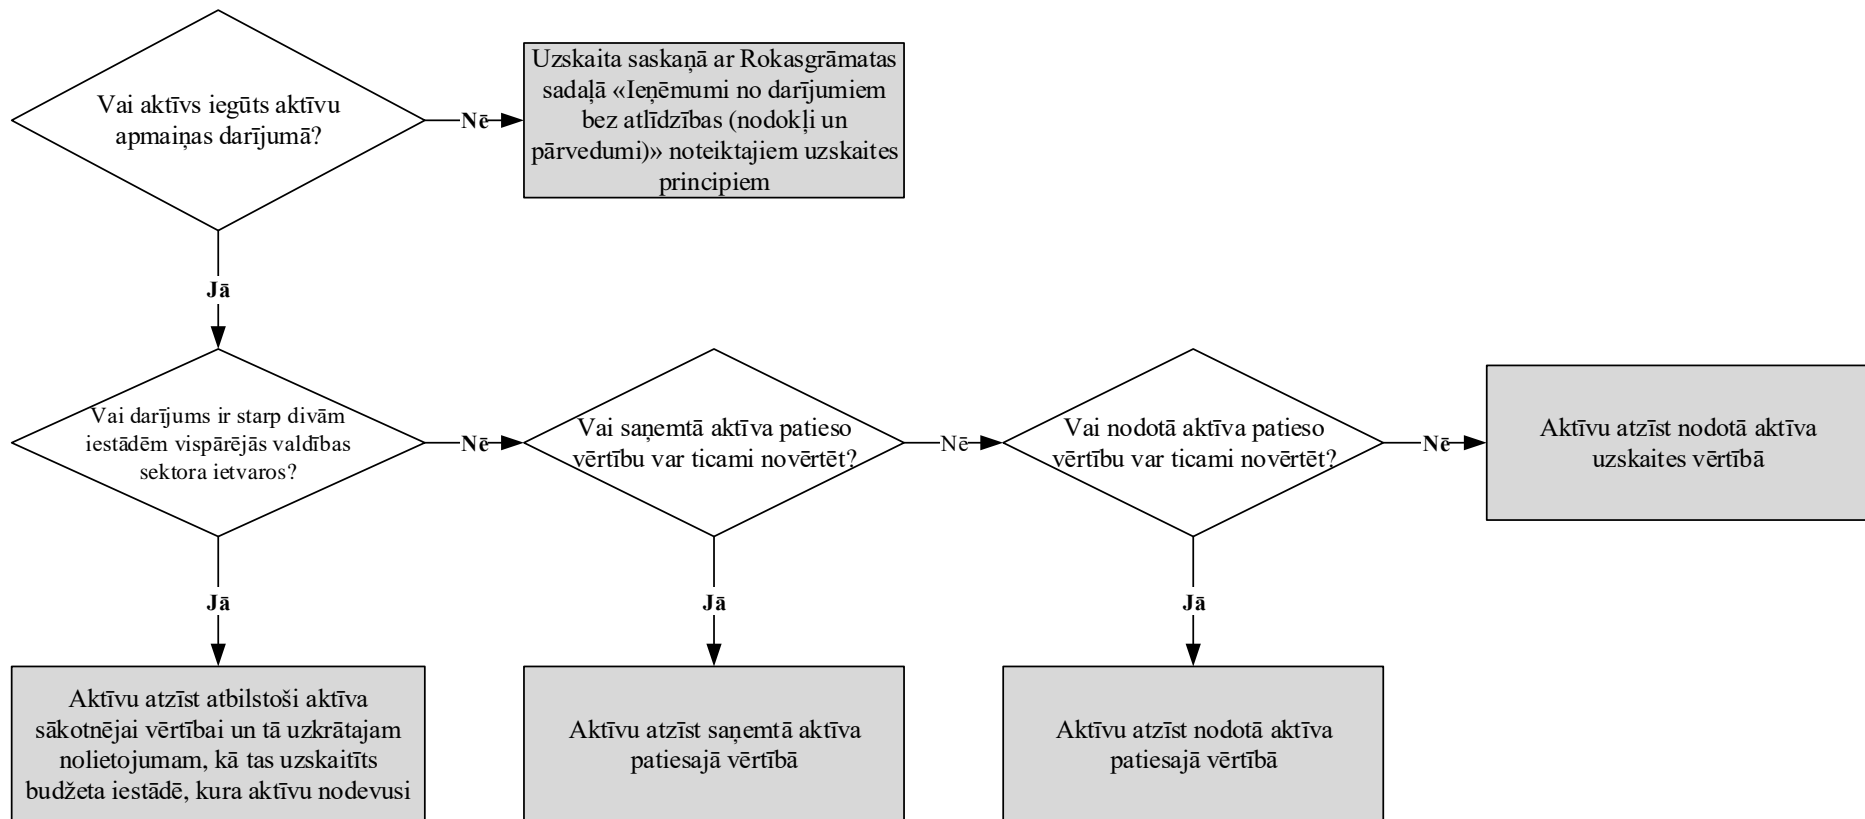 Vai aktīvs iegūts aktīvu
apmaiņas darījumā?
Nē
Uzskaita saskaņā ar Rokasgrāmatas
sadaļā «Ieņēmumi no darījumiem
bez atlīdzības (nodokļi un
pārvedumi)» noteiktajiem uzskaites
principiem
Jā
Vai darījums ir starp divām
iestādēm vispārējās valdības
sektora ietvaros?
Nē
Vai saņemtā aktīva patieso
vērtību var ticami novērtēt?
Nē
Vai nodotā aktīva patieso
vērtību var ticami novērtēt?
Nē
Aktīvu atzīst nodotā aktīva
uzskaites vērtībā
Jā
Jā
Jā
Aktīvu atzīst atbilstoši aktīva
sākotnējai vērtībai un tā uzkrātajam
nolietojumam, kā tas uzskaitīts
budžeta iestādē, kura aktīvu nodevusi
Aktīvu atzīst saņemtā aktīva
patiesajā vērtībā
Aktīvu atzīst nodotā aktīva
patiesajā vērtībā